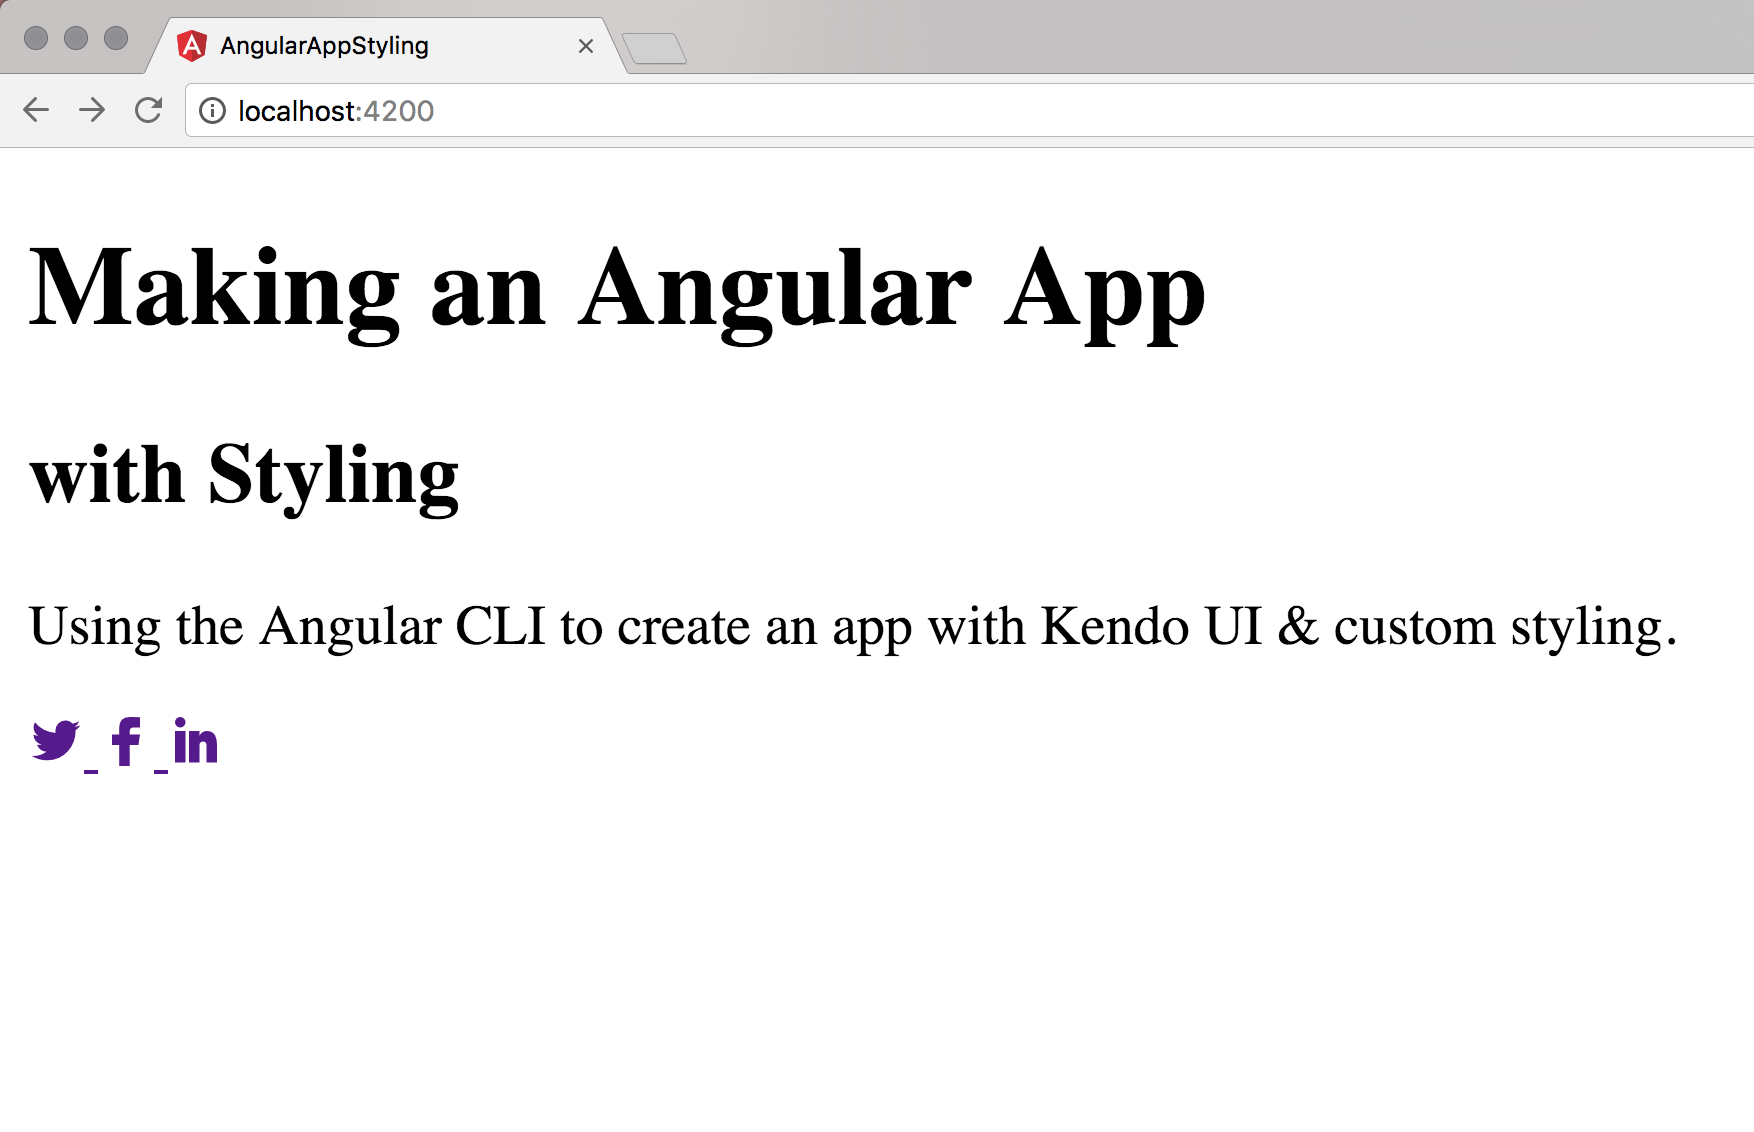 AngularAppStyling
localhost:4200
Making an Angular App
with Styling
Using the Angular CLI to create an app with Kendo UI & custom styling.